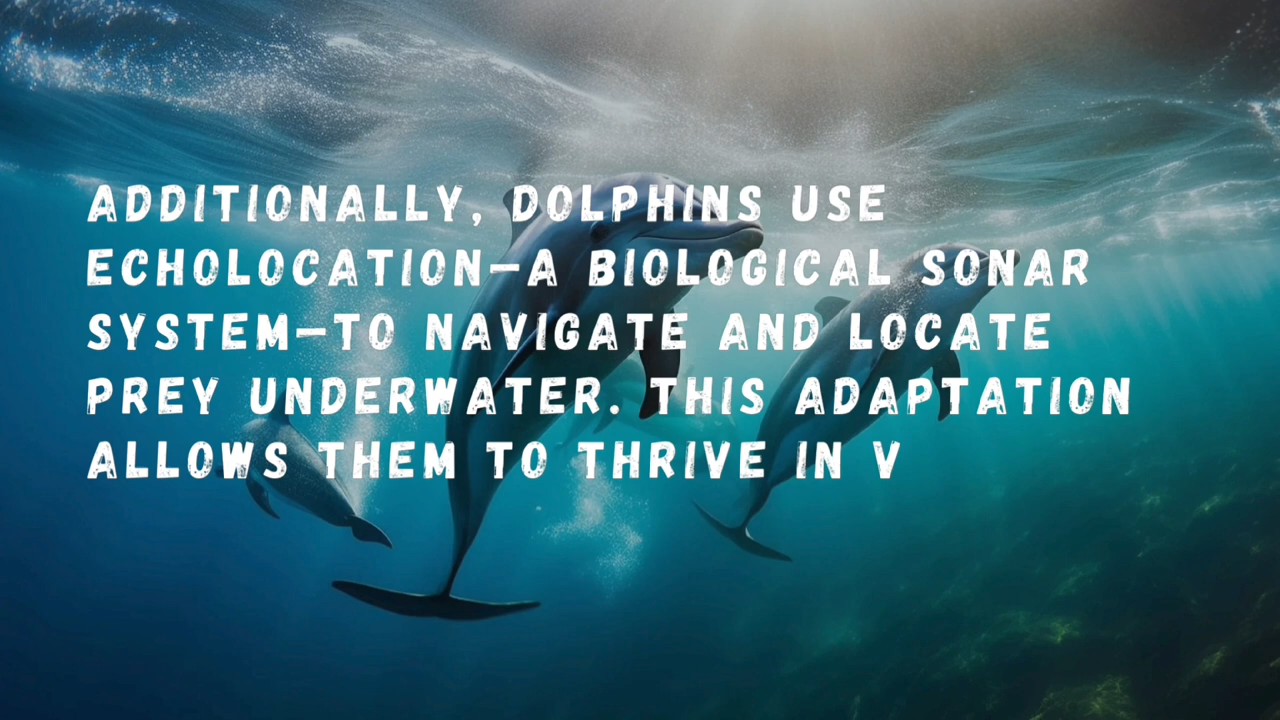 ADDITIONALLY, DOLPHINS USE
ECHOLOCATION—A BIOLOGICAL SONAR
SYSTEM—TO NAVIGATE AND LOCATE
PREY UNDERWATER. THIS ADAPTATION
ALLOWS THEM TO THRIVE IN V